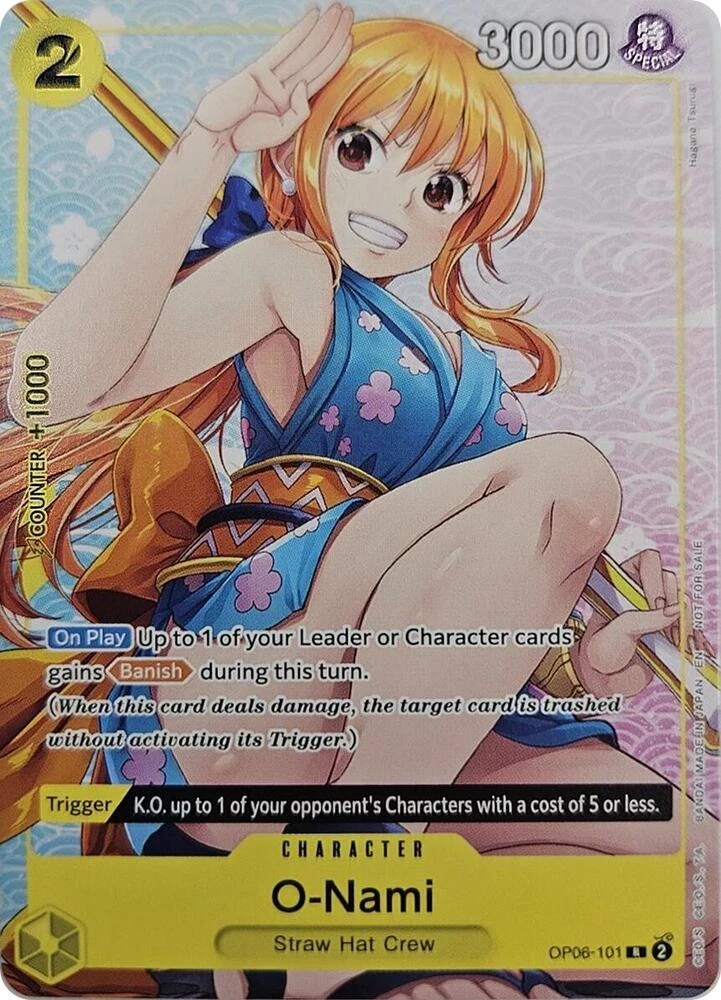 2
3000
特
SPECIAL
Hagane Tsurugi
COUNTER +1000
On Play Up to 1 of your Leader or Character cards
gains Banish during this turn.
(When this card deals damage, the target card is trashed
without activating its Trigger.)
Trigger K.O. up to 1 of your opponent's Characters with a cost of 5 or less.
CHARACTER
O-Nami
Straw Hat Crew
OP06-101 R 2
BANDAI MADE IN JAPAN EN NOT FOR SALE